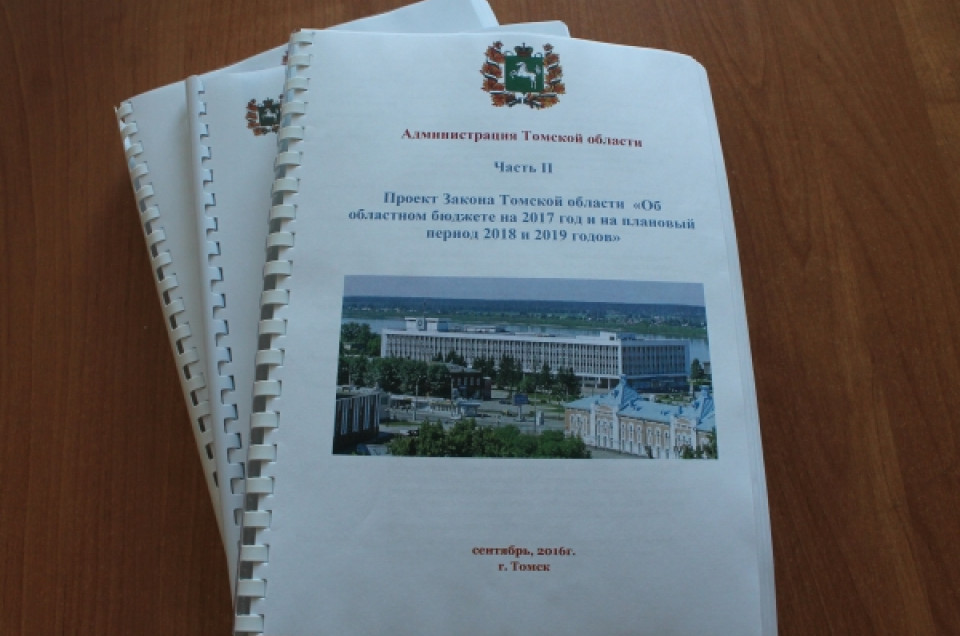 Администрация Томской области
Часть II
Проект Закона Томской области «Об
областном бюджете на 2017 год и на плановый
период 2018 и 2019 годов»
сентябрь, 2016г.
г. Томск